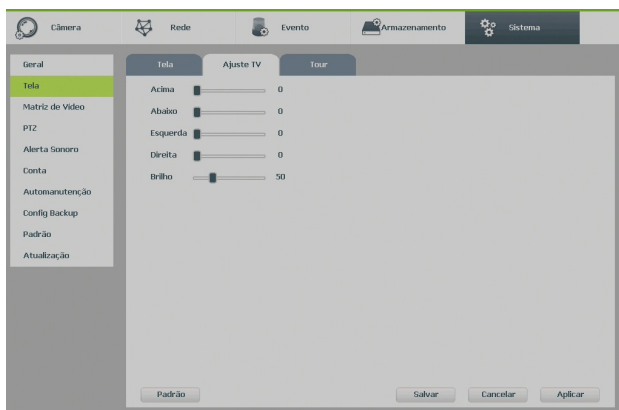 Câmera Rede Evento Armazenamento Sistema
Geral
Tela
Matriz de Vídeo
PTZ
Alerta Sonoro
Conta
Automanutenção
Config Backup
Padrão
Atualização
Tela Ajuste TV Tour
Acima 0
Abaixo 0
Esquerda 0
Direita 0
Brilho 50
Padrão Salvar Cancelar Aplicar